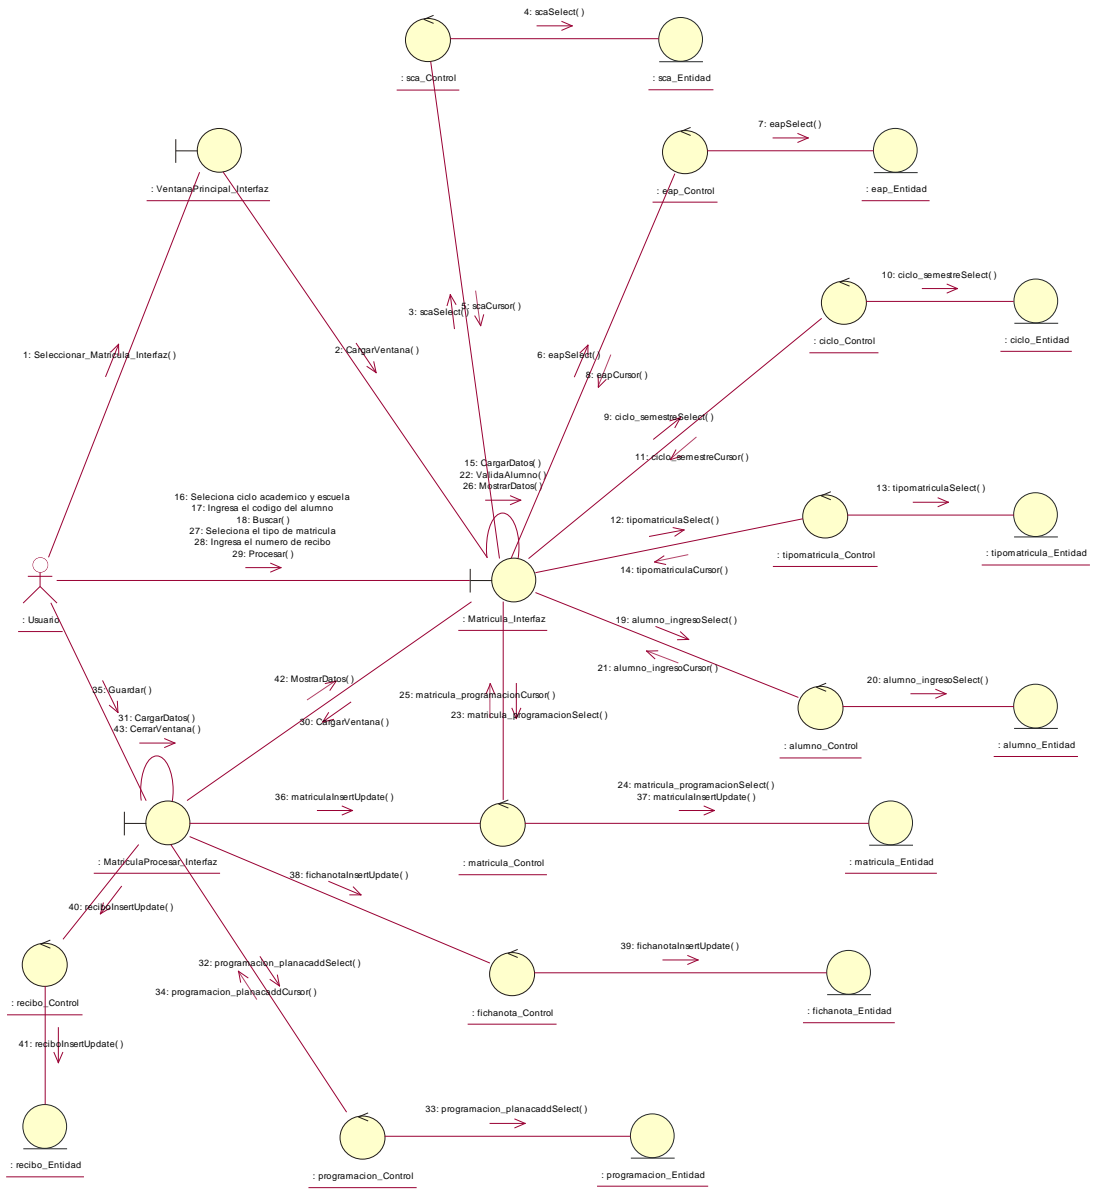 4: scaSelect( )
: sca_Control
: sca_Entidad
7: eapSelect( )
: VentanaPrincipal_Interfaz
: eap_Control
: eap_Entidad
10: ciclo_semestreSelect( )
3: scaSelect( )
5: scaCursor( )
: ciclo_Control
: ciclo_Entidad
1: Seleccionar_Matricula_Interfaz( )
2: CargarVentana( )
6: eapSelect( )
8: eapCursor( )
9: ciclo_semestreSelect( )
11: ciclo_semestreCursor( )
15: CargarDatos( )
22: ValidaAlumno( )
26: MostrarDatos( )
16: Seleciona ciclo academico y escuela
17: Ingresa el codigo del alumno
18: Buscar( )
27: Seleciona el tipo de matricula
28: Ingresa el numero de recibo
29: Procesar( )
13: tipomatriculaSelect( )
12: tipomatriculaSelect( )
: tipomatricula_Control
: tipomatricula_Entidad
14: tipomatriculaCursor( )
: Usuario
: Matricula_Interfaz
19: alumno_ingresoSelect( )
21: alumno_ingresoCursor( )
20: alumno_ingresoSelect( )
42: MostrarDatos( )
35: Guardar( )
25: matricula_programacionCursor( )
23: matricula_programacionSelect( )
31: CargarDatos( )
43: CerrarVentana( )
30: CargarVentana( )
: alumno_Control
: alumno_Entidad
36: matriculaInsertUpdate( )
24: matricula_programacionSelect( )
37: matriculaInsertUpdate( )
: MatriculaProcesar_Interfaz
: matricula_Control
: matricula_Entidad
38: fichanotaInsertUpdate( )
40: reciboInsertUpdate( )
39: fichanotaInsertUpdate( )
32: programacion_planacaddSelect( )
34: programacion_planacaddCursor( )
: recibo_Control
: fichanota_Control
: fichanota_Entidad
41: reciboInsertUpdate( )
33: programacion_planacaddSelect( )
: recibo_Entidad
: programacion_Control
: programacion_Entidad